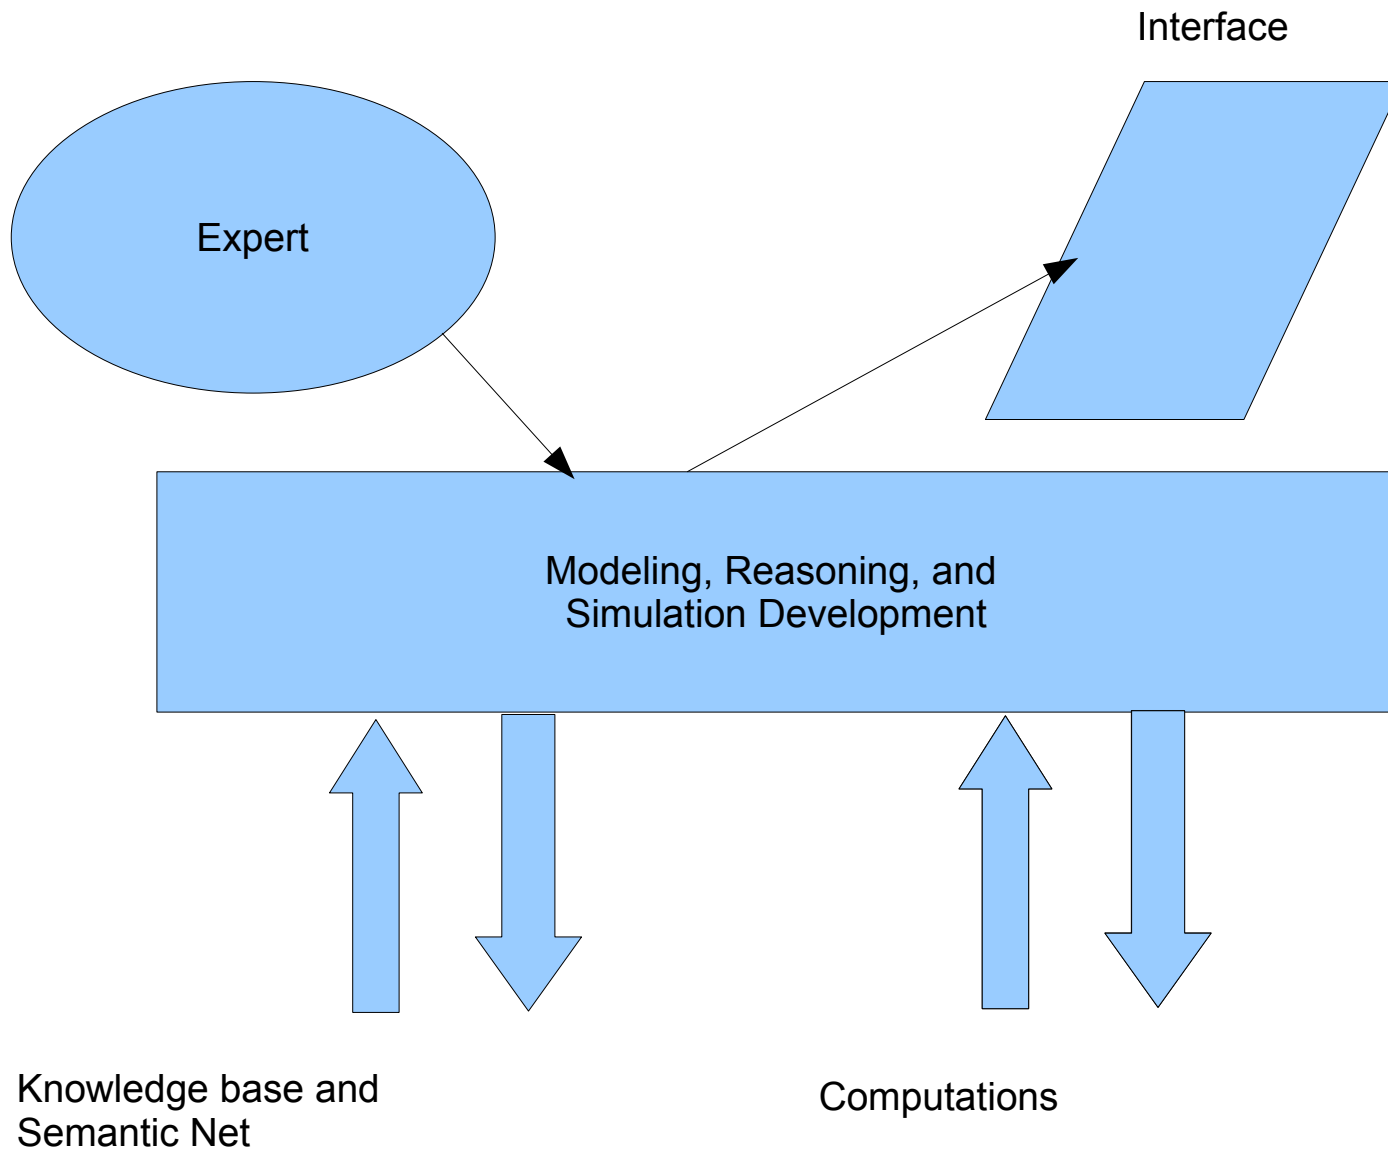 Interface
Expert
Modeling, Reasoning, and
Simulation Development
Knowledge base and
Semantic Net
Computations